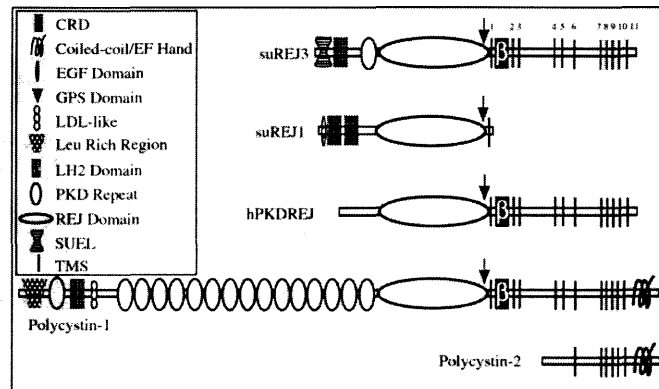 CRD
Coiled-coil/EF Hand
EGF Domain
GPS Domain
LDL-like
Leu Rich Region
LH2 Domain
PKD Repeat
REJ Domain
SUEL
TMS
1 2 3 4 5 6 7 8 9 10 11
suREJ3
β
suREJ1
hPKDREJ
β
β
Polycystin-1
Polycystin-2